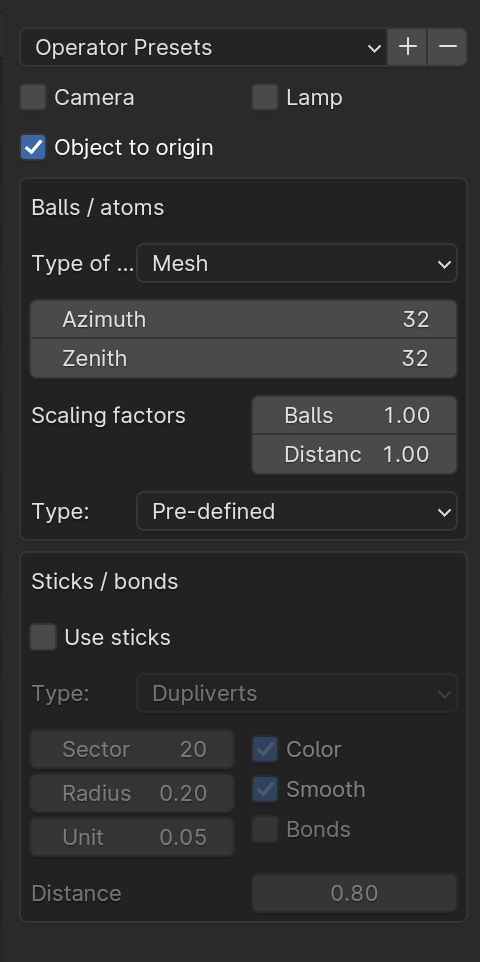 Operator Presets
Camera Lamp
Object to origin
Balls / atoms
Type of ... Mesh
Azimuth 32
Zenith 32
Scaling factors Balls 1.00
Distanc 1.00
Type: Pre-defined
Sticks / bonds
Use sticks
Type: Dupliverts
Sector 20 Color
Radius 0.20 Smooth
Unit 0.05 Bonds
Distance 0.80